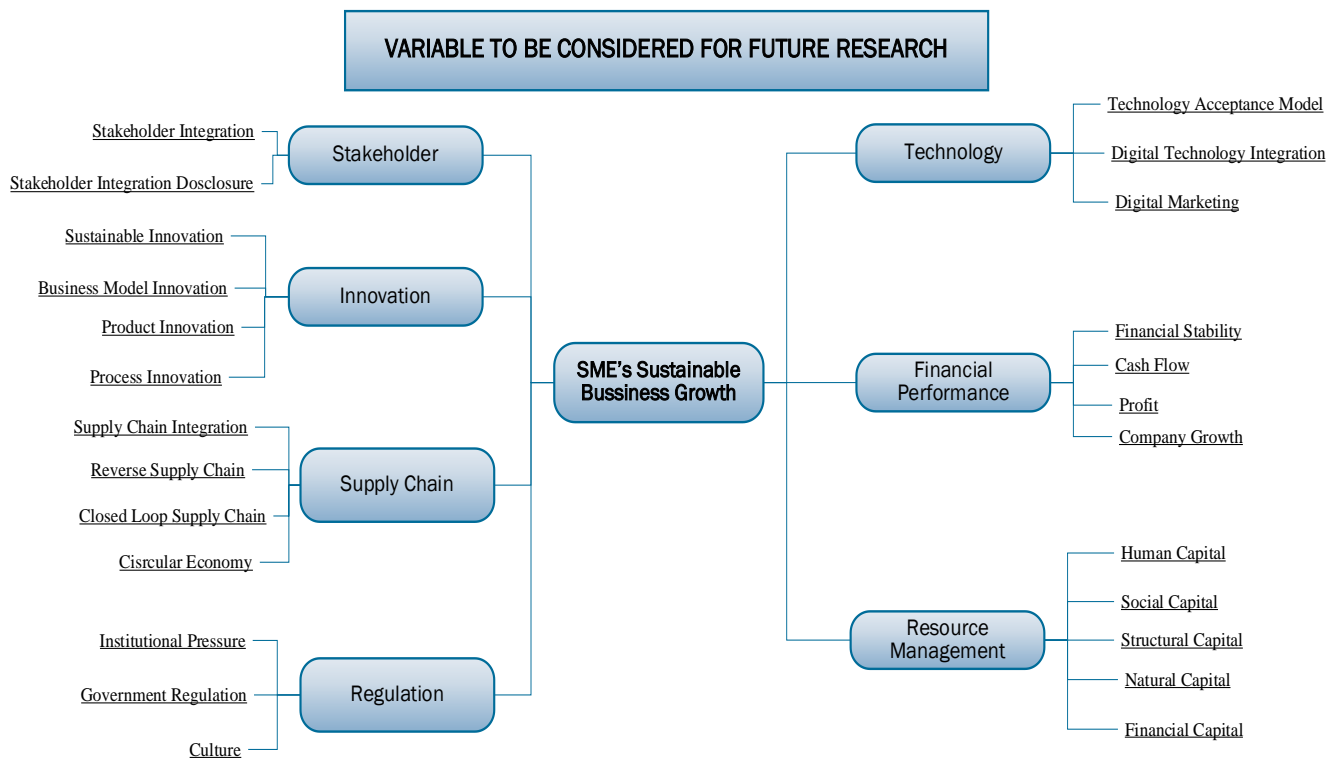 VARIABLE TO BE CONSIDERED FOR FUTURE RESEARCH
Stakeholder Integration
Stakeholder Integration Dosclosure
Stakeholder
Sustainable Innovation
Business Model Innovation
Product Innovation
Process Innovation
Innovation
Supply Chain Integration
Reverse Supply Chain
Closed Loop Supply Chain
Cisrcular Economy
Supply Chain
Institutional Pressure
Government Regulation
Culture
Regulation
SME's Sustainable
Bussiness Growth
Technology
Technology Acceptance Model
Digital Technology Integration
Digital Marketing
Financial
Performance
Financial Stability
Cash Flow
Profit
Company Growth
Resource
Management
Human Capital
Social Capital
Structural Capital
Natural Capital
Financial Capital